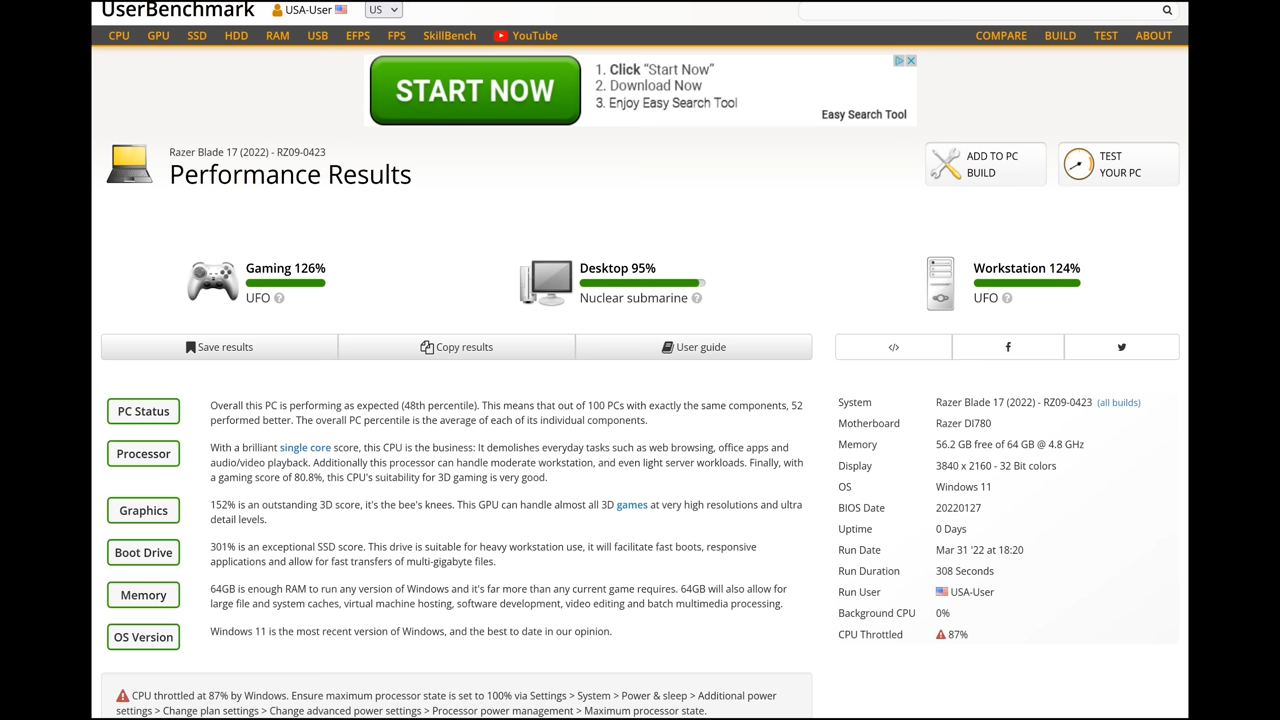 UserBenchmark USA-User US
CPU GPU SSD HDD RAM USB EFPS FPS SkillBench YouTube COMPARE BUILD TEST ABOUT
START NOW
1. Click “Start Now”
2. Download Now
3. Enjoy Easy Search Tool
Easy Search Tool
Razer Blade 17 (2022) - RZ09-0423
Performance Results
ADD TO PC
BUILD
TEST
YOUR PC
Gaming 126%
UFO ?
Desktop 95%
Nuclear submarine ?
Workstation 124%
UFO ?
Save results Copy results User guide </> f
PC Status
Overall this PC is performing as expected (48th percentile). This means that out of 100 PCs with exactly the same components, 52
performed better. The overall PC percentile is the average of each of its individual components.
Processor
With a brilliant single core score, this CPU is the business: It demolishes everyday tasks such as web browsing, office apps and
audio/video playback. Additionally this processor can handle moderate workstation, and even light server workloads. Finally, with
a gaming score of 80.8%, this CPU's suitability for 3D gaming is very good.
Graphics
152% is an outstanding 3D score, it's the bee's knees. This GPU can handle almost all 3D games at very high resolutions and ultra
detail levels.
Boot Drive
301% is an exceptional SSD score. This drive is suitable for heavy workstation use, it will facilitate fast boots, responsive
applications and allow for fast transfers of multi-gigabyte files.
Memory
64GB is enough RAM to run any version of Windows and it's far more than any current game requires. 64GB will also allow for
large file and system caches, virtual machine hosting, software development, video editing and batch multimedia processing.
OS Version
Windows 11 is the most recent version of Windows, and the best to date in our opinion.
System Razer Blade 17 (2022) - RZ09-0423 (all builds)
Motherboard Razer DI780
Memory 56.2 GB free of 64 GB @ 4.8 GHz
Display 3840 x 2160 - 32 Bit colors
OS Windows 11
BIOS Date 20220127
Uptime 0 Days
Run Date Mar 31 '22 at 18:20
Run Duration 308 Seconds
Run User USA-User
Background CPU 0%
CPU Throttled 87%
CPU throttled at 87% by Windows. Ensure maximum processor state is set to 100% via Settings > System > Power & sleep > Additional power
settings > Change plan settings > Change advanced power settings > Processor power management > Maximum processor state.